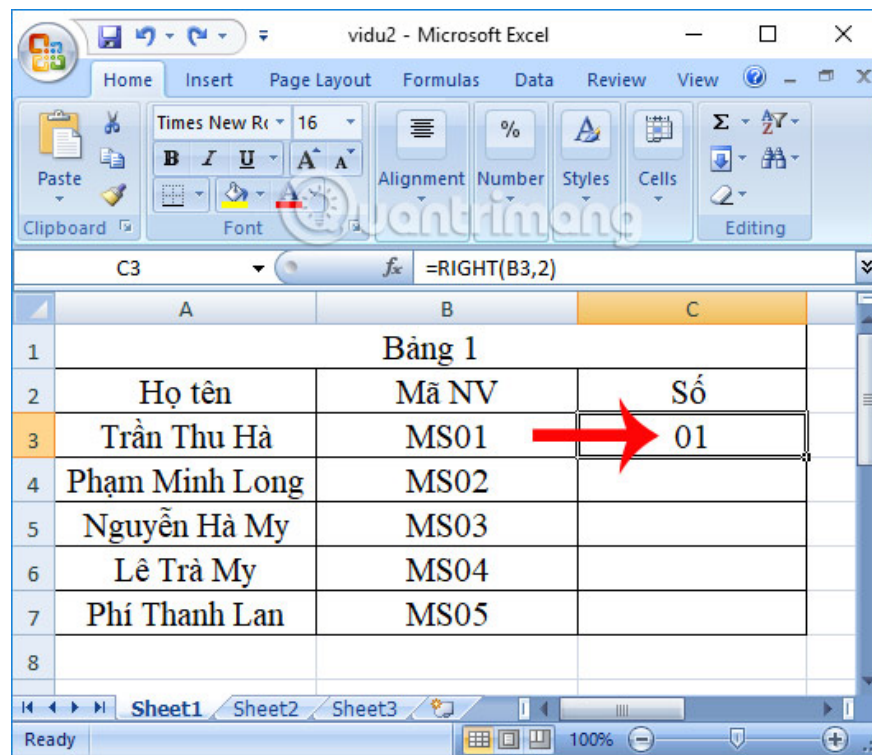 vidu2 - Microsoft Excel
Home Insert Page Layout Formulas Data Review View
Times New Ro 16
B I U A A
Paste Alignment Number Styles Cells
Clipboard Font Editing
Quantrimang
C3 fx =RIGHT(B3,2)
A B C
1 Bảng 1
2 Họ tên Mã NV Số
3 Trần Thu Hà MS01 01
4 Phạm Minh Long MS02
5 Nguyễn Hà My MS03
6 Lê Trà My MS04
7 Phí Thanh Lan MS05
8
Sheet1 Sheet2 Sheet3
Ready 100%